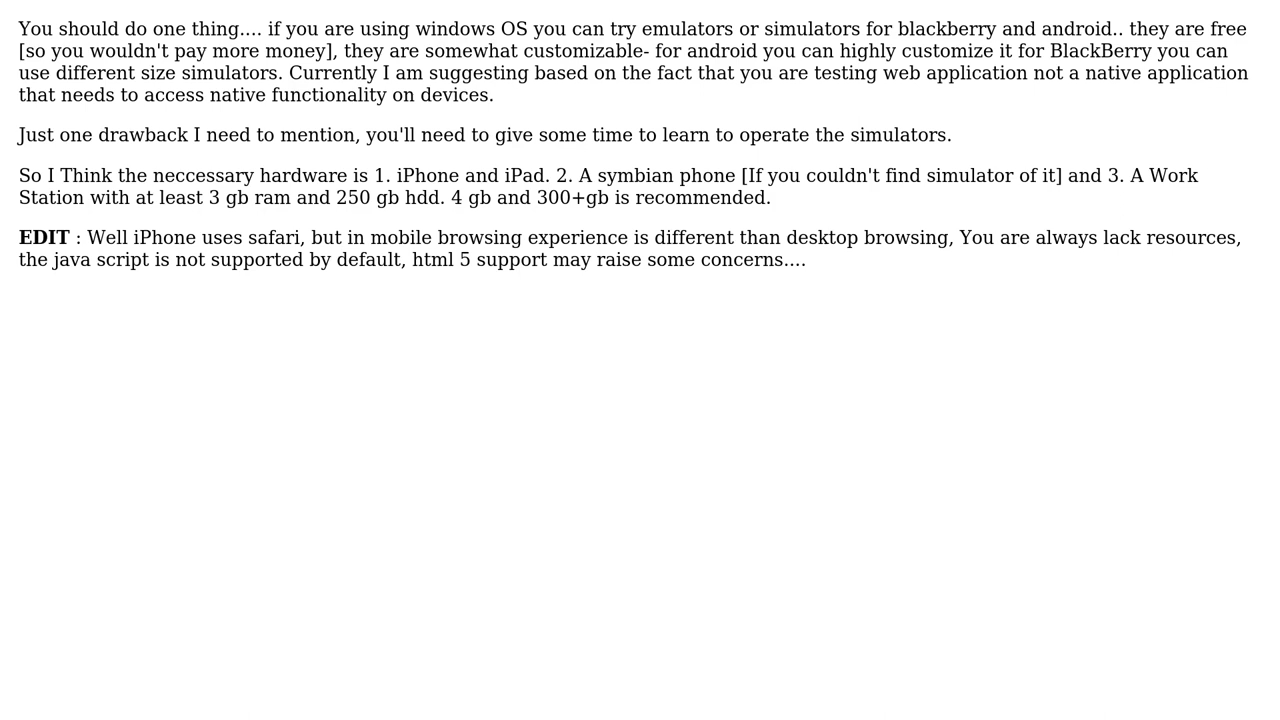 You should do one thing.... if you are using windows OS you can try emulators or simulators for blackberry and android.. they are free
[so you wouldn't pay more money], they are somewhat customizable- for android you can highly customize it for BlackBerry you can
use different size simulators. Currently I am suggesting based on the fact that you are testing web application not a native application
that needs to access native functionality on devices.
Just one drawback I need to mention, you'll need to give some time to learn to operate the simulators.
So I Think the neccessary hardware is 1. iPhone and iPad. 2. A symbian phone [If you couldn't find simulator of it] and 3. A Work
Station with at least 3 gb ram and 250 gb hdd. 4 gb and 300+gb is recommended.
EDIT : Well iPhone uses safari, but in mobile browsing experience is different than desktop browsing, You are always lack resources,
the java script is not supported by default, html 5 support may raise some concerns....